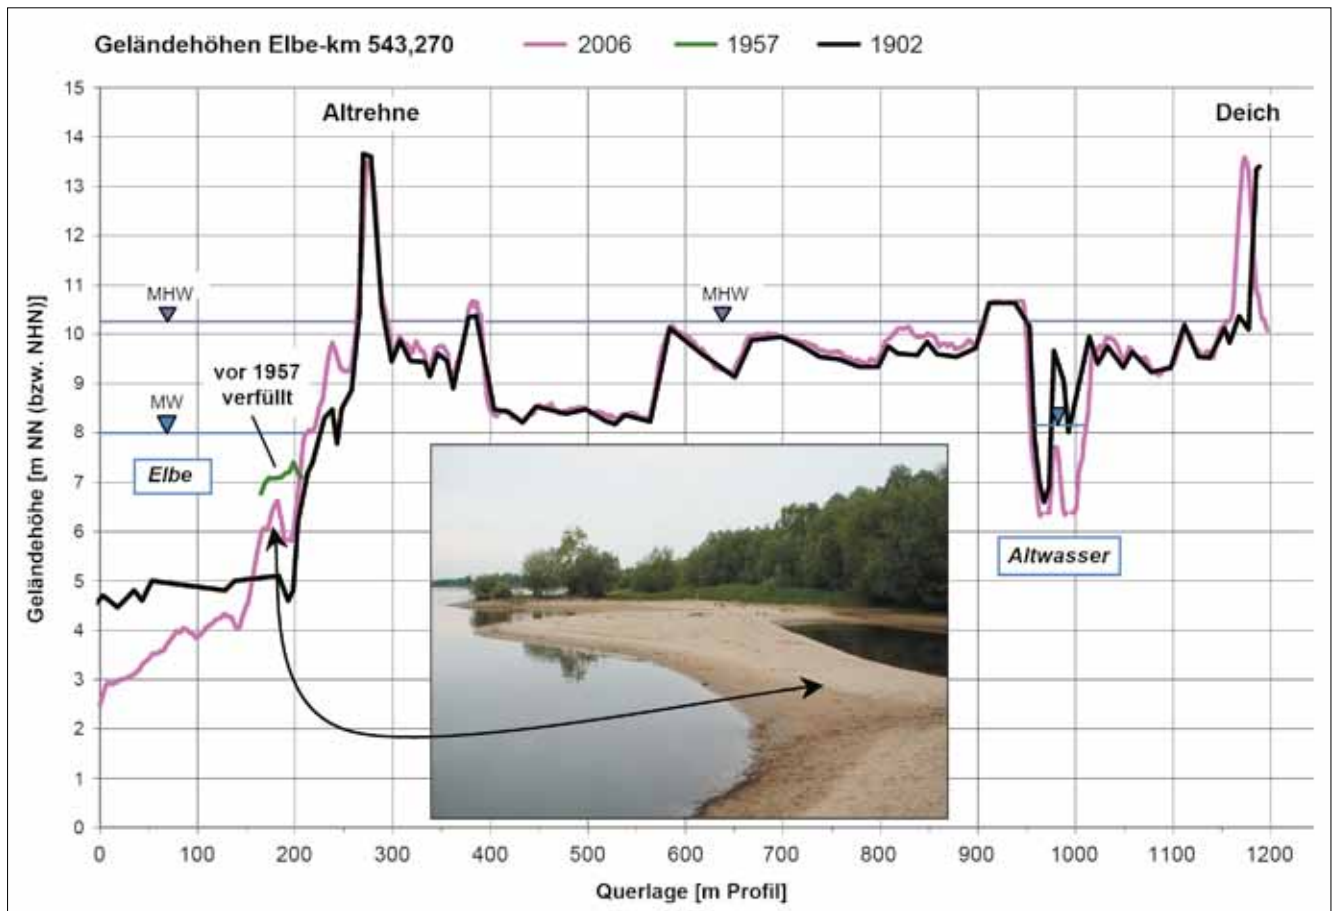 Geländehöhen Elbe-km 543,270 2006 1957 1902
15
14
13
12
11
10
9
8
7
6
5
4
3
2
1
0
Geländehöhe [m NN (bzw. NHN)]
Altrehne
Deich
MHW
MHW
vor 1957
verfüllt
MW
Elbe
Altwasser
0 100 200 300 400 500 600 700 800 900 1000 1100 1200
Querlage [m Profil]